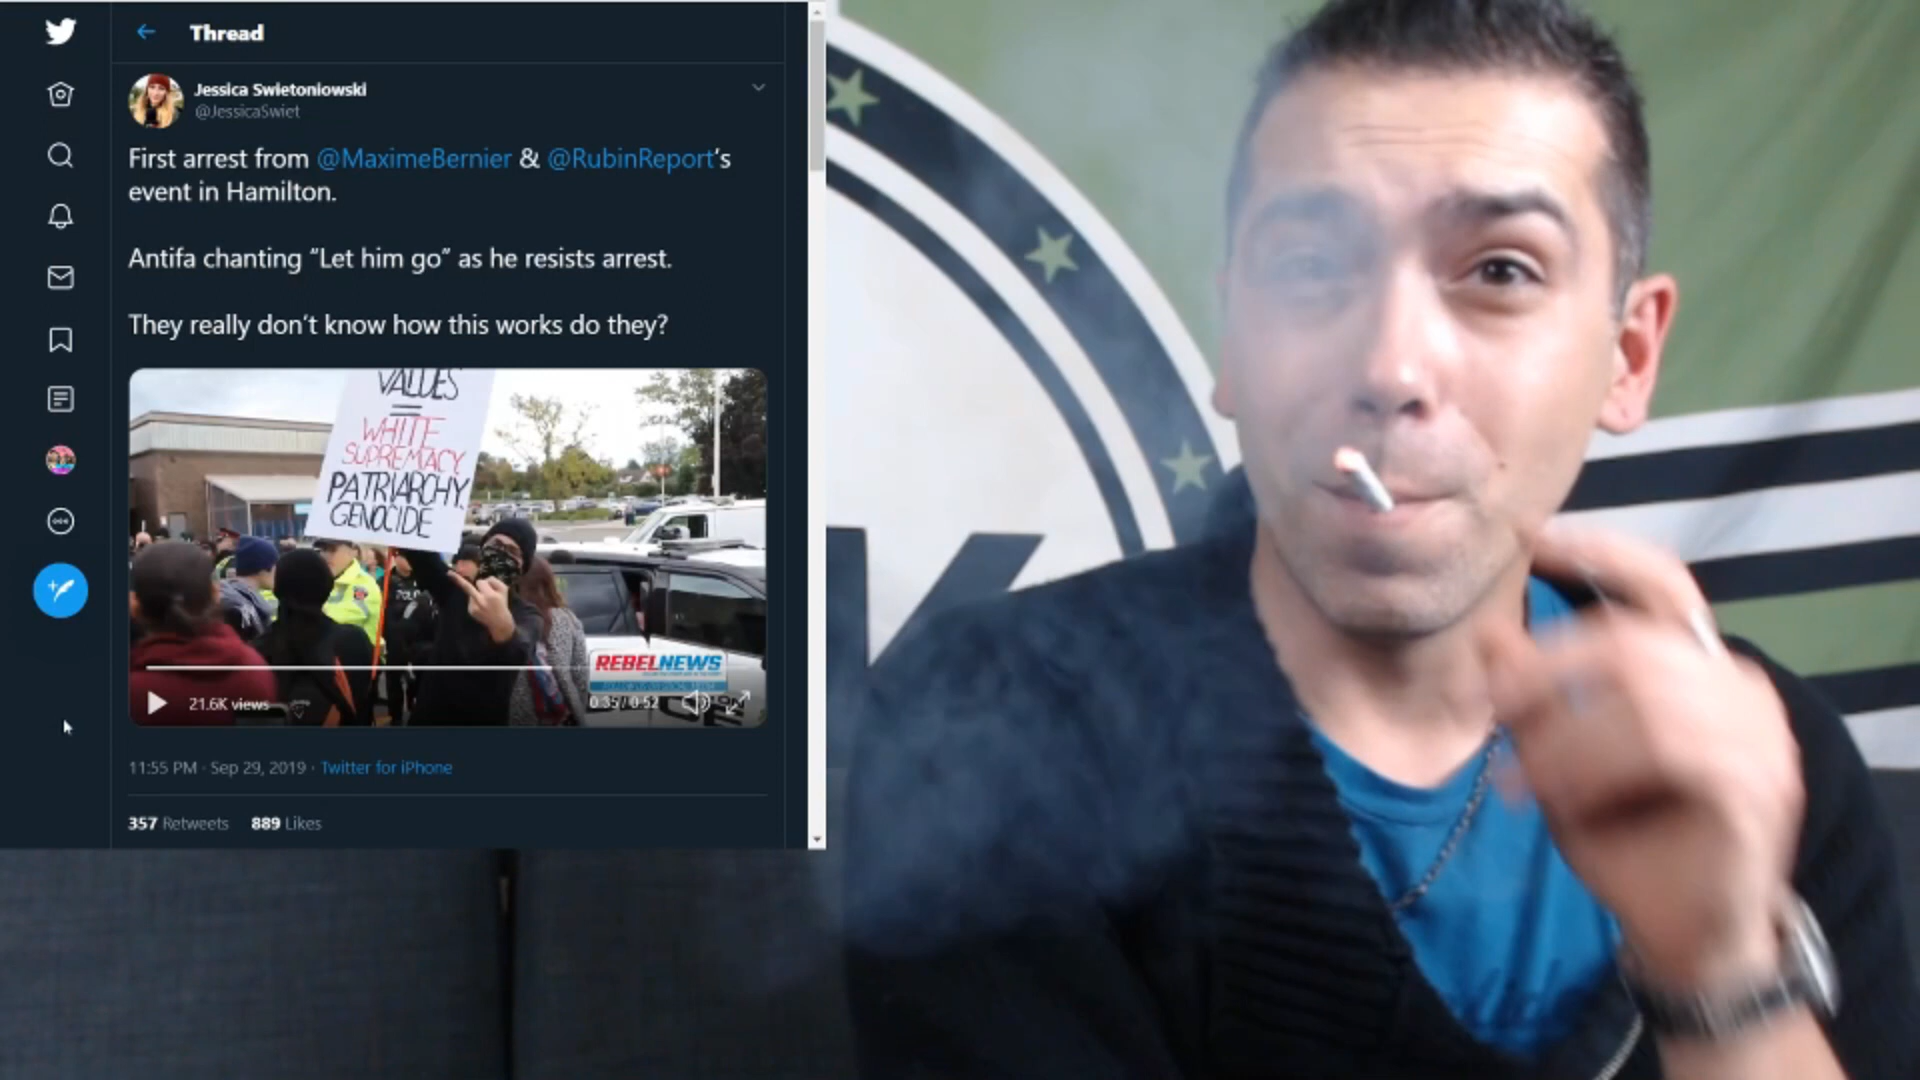 Thread
Jessica Swietoniowski
@JessicaSwiet
First arrest from @MaximeBernier & @RubinReport's
event in Hamilton.
Antifa chanting “Let him go” as he resists arrest.
They really don't know how this works do they?
VALUES
=
WHITE
SUPREMACY,
PATRIARCHY,
GENOCIDE
REBELNEWS
21.6K views
0:35 / 0:52
11:55 PM · Sep 29, 2019 · Twitter for iPhone
357 Retweets 889 Likes